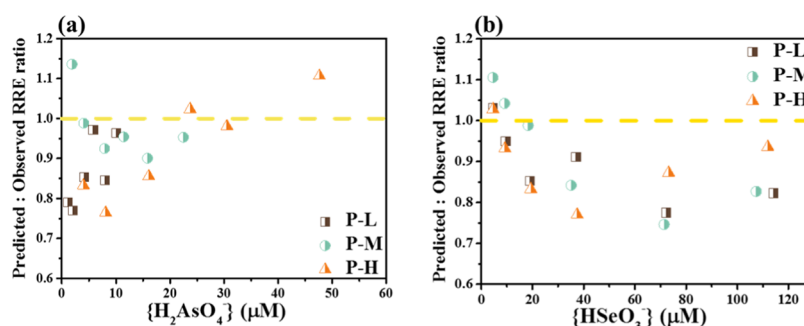 (a)
Predicted : Observed RRE ratio
1.2
1.1
1.0
0.9
0.8
0.7
0.6
0 10 20 30 40 50 60
{H₂AsO₄⁻} (μM)
P-L
P-M
P-H
(b)
Predicted : Observed RRE ratio
1.2
1.1
1.0
0.9
0.8
0.7
0.6
0 20 40 60 80 100 120
{HSeO₃⁻} (μM)
P-L
P-M
P-H